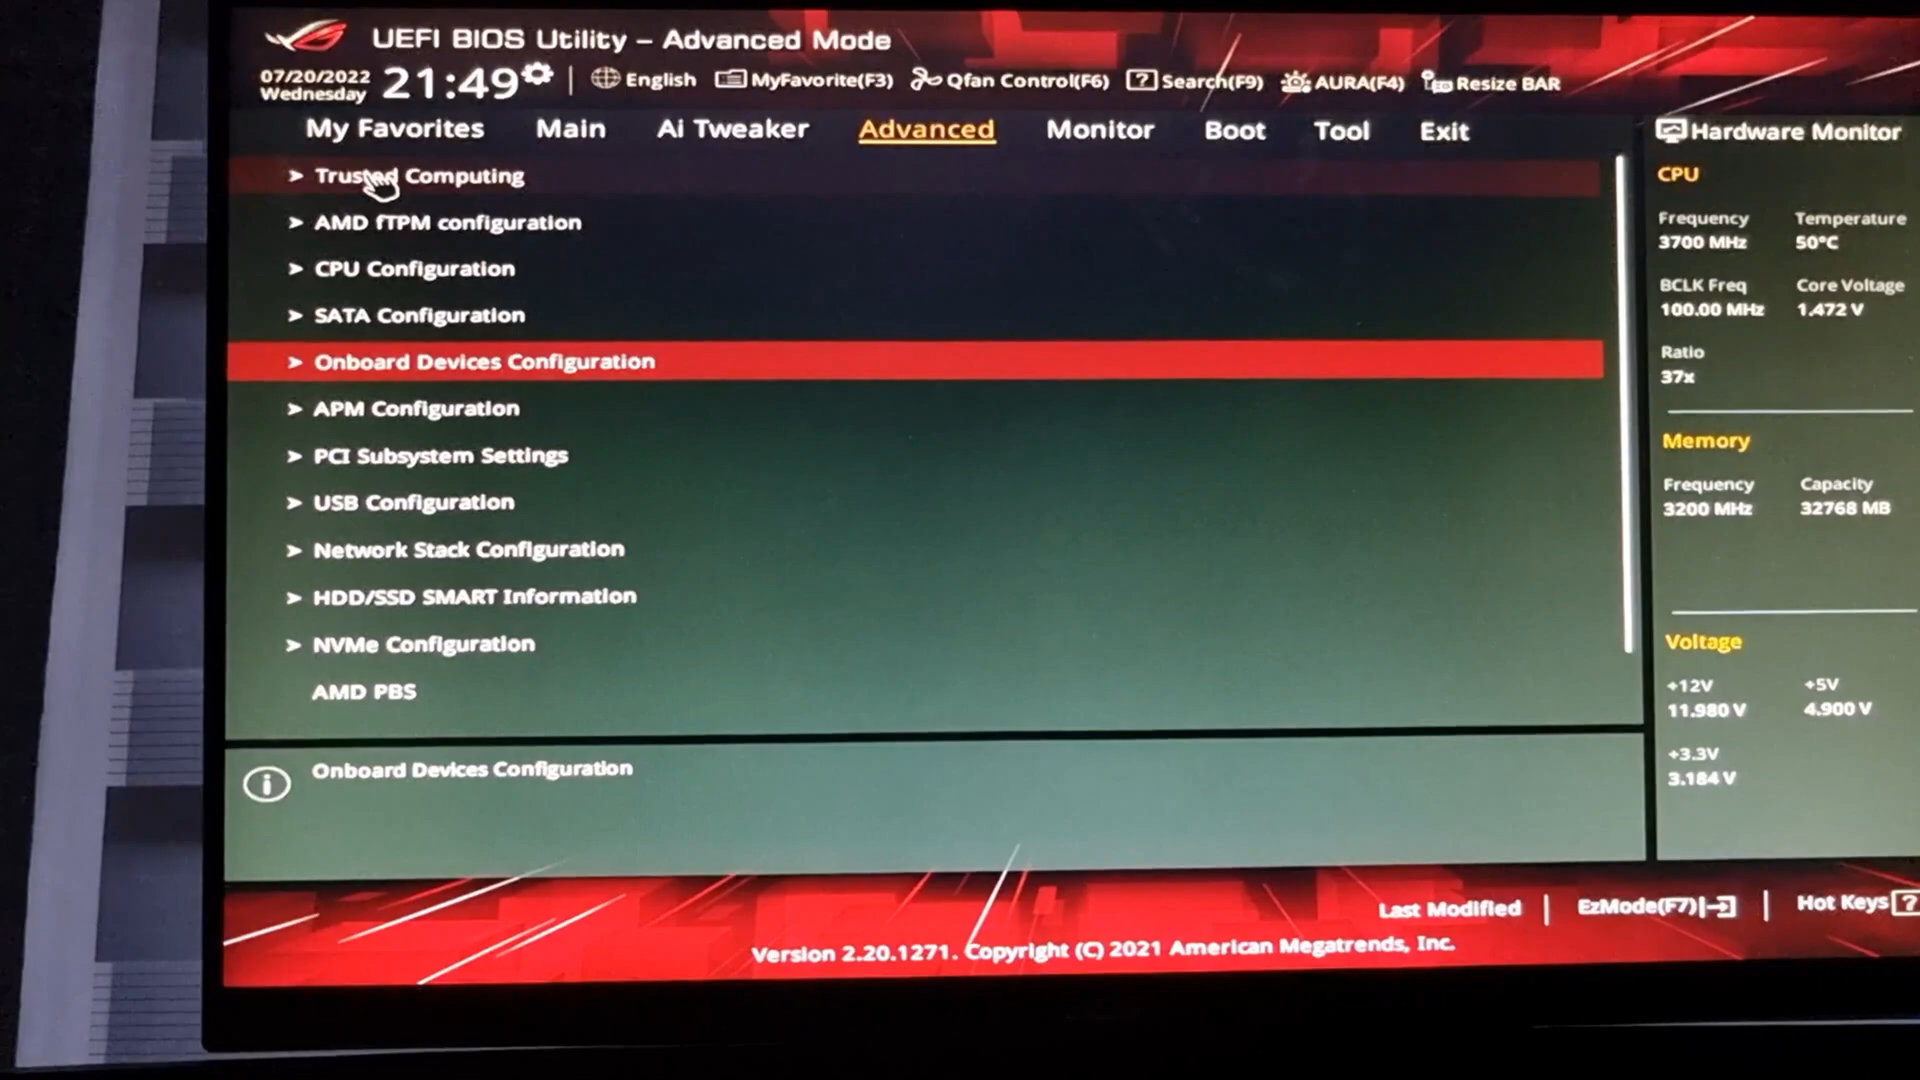 UEFI BIOS Utility – Advanced Mode
07/20/2022
Wednesday
21:49
English
MyFavorite(F3)
Qfan Control(F6)
? Search(F9)
AURA(F4)
Resize BAR
My Favorites
Main
Ai Tweaker
Advanced
Monitor
Boot
Tool
Exit
> Trusted Computing
> AMD fTPM configuration
> CPU Configuration
> SATA Configuration
> Onboard Devices Configuration
> APM Configuration
> PCI Subsystem Settings
> USB Configuration
> Network Stack Configuration
> HDD/SSD SMART Information
> NVMe Configuration
AMD PBS
i Onboard Devices Configuration
Hardware Monitor
CPU
Frequency Temperature
3700 MHz 50°C
BCLK Freq Core Voltage
100.00 MHz 1.472 V
Ratio
37x
Memory
Frequency Capacity
3200 MHz 32768 MB
Voltage
+12V +5V
11.980 V 4.900 V
+3.3V
3.184 V
Last Modified | EzMode(F7) | Hot Keys ?
Version 2.20.1271. Copyright (C) 2021 American Megatrends, Inc.